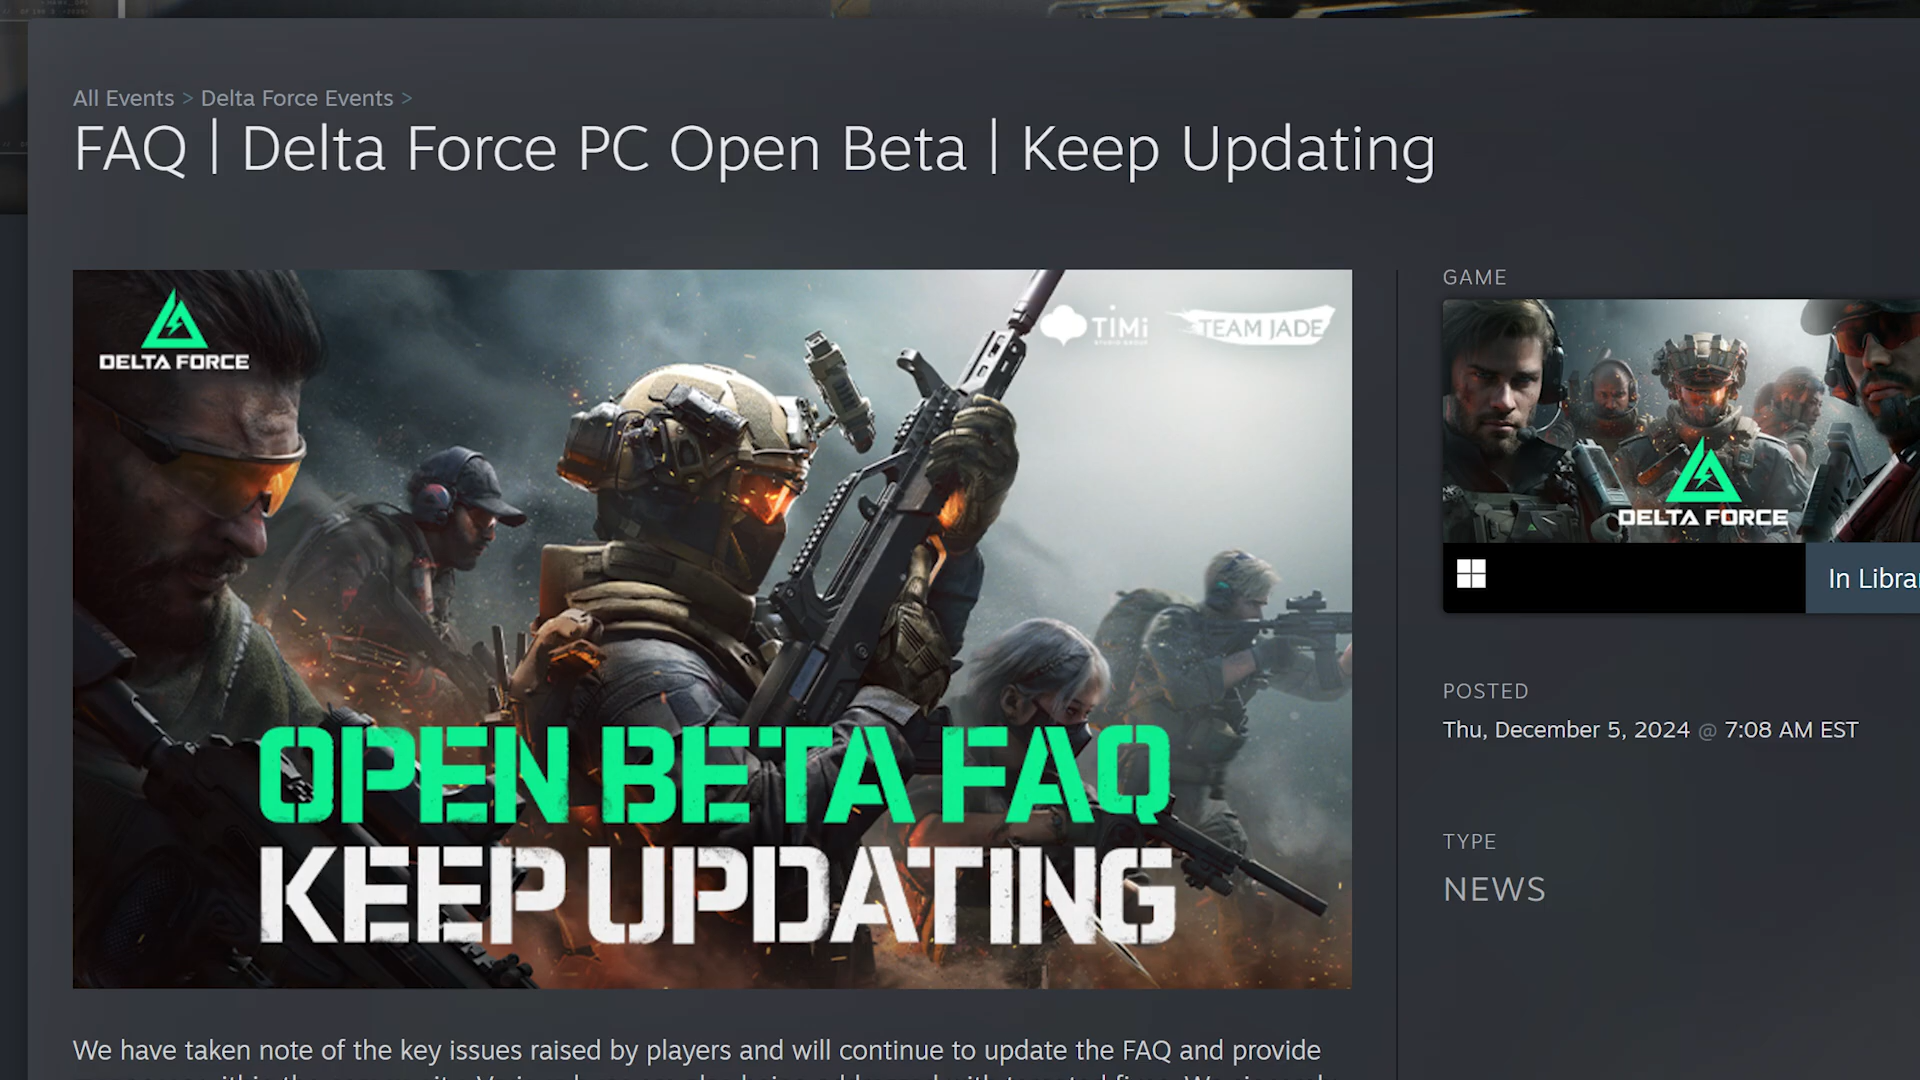 All Events > Delta Force Events >
FAQ | Delta Force PC Open Beta | Keep Updating
DELTA FORCE
TiMi
STUDIO GROUP
TEAM JADE
OPEN BETA FAQ
KEEP UPDATING
GAME
DELTA FORCE
In Libra
POSTED
Thu, December 5, 2024 @ 7:08 AM EST
TYPE
NEWS
We have taken note of the key issues raised by players and will continue to update the FAQ and provide